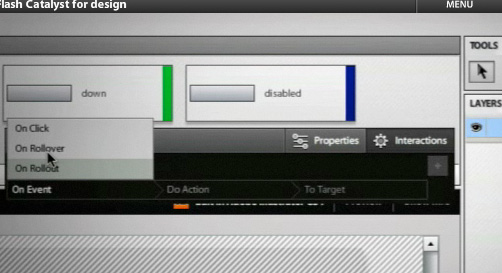 Flash Catalyst for design
MENU
TOOLS
down
disabled
LAYERS
On Click
On Rollover
On Rollout
Properties
Interactions
On Event
Do Action
To Target